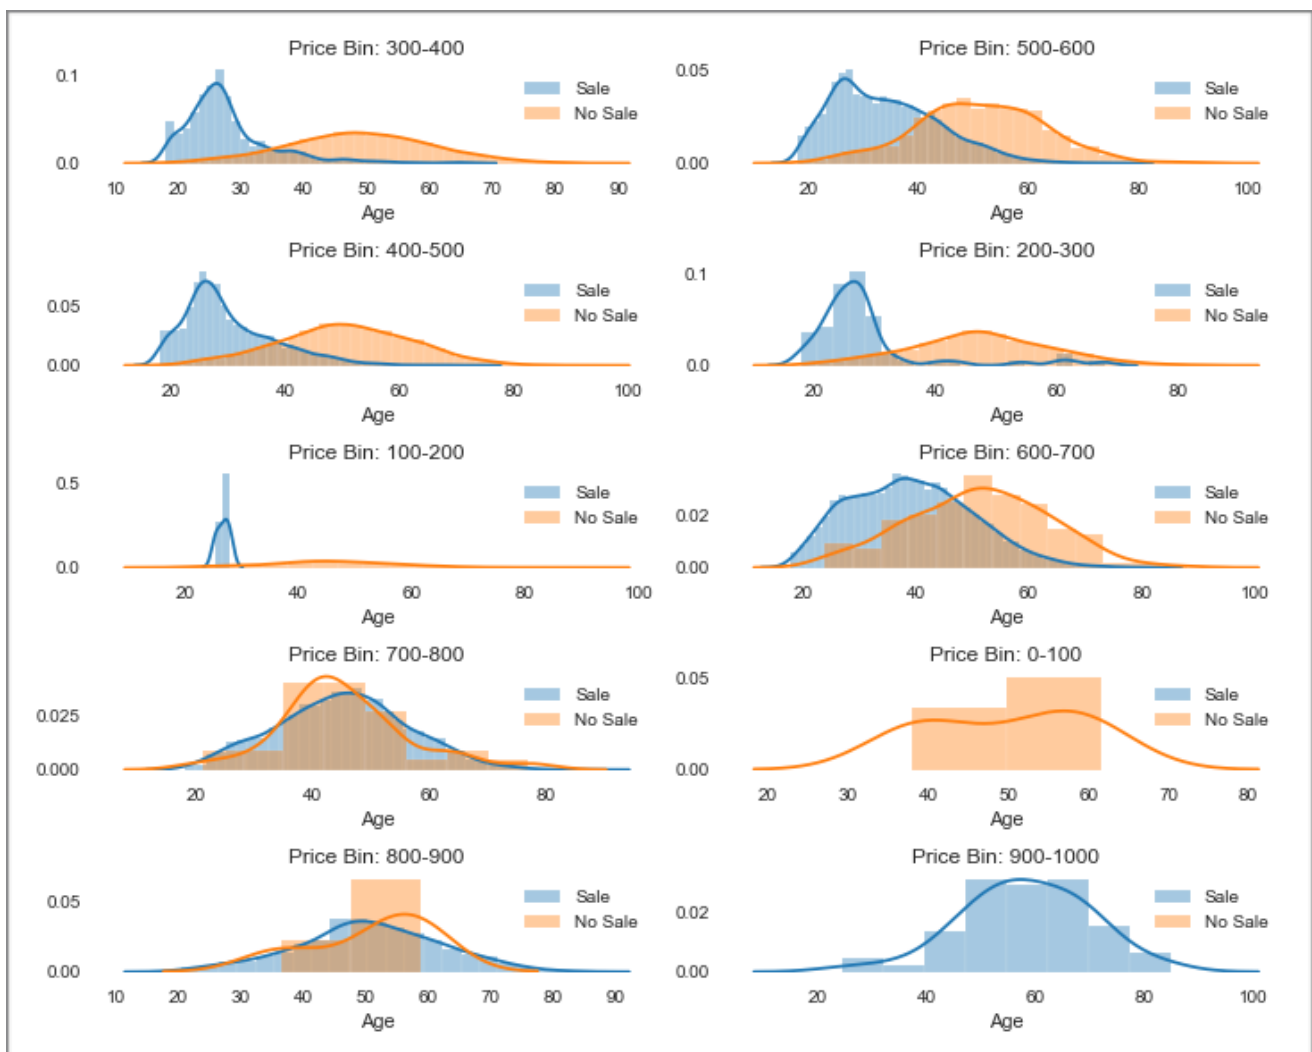 Price Bin: 300-400
0.1
0.0
Sale
No Sale
10 20 30 40 50 60 70 80 90
Age
Price Bin: 500-600
0.05
0.00
Sale
No Sale
20 40 60 80 100
Age
Price Bin: 400-500
0.05
0.00
Sale
No Sale
20 40 60 80 100
Age
Price Bin: 200-300
0.1
0.0
Sale
No Sale
20 40 60 80
Age
Price Bin: 100-200
0.5
0.0
Sale
No Sale
20 40 60 80 100
Age
Price Bin: 600-700
0.02
0.00
Sale
No Sale
20 40 60 80 100
Age
Price Bin: 700-800
0.025
0.000
Sale
No Sale
20 40 60 80
Age
Price Bin: 0-100
0.05
0.00
Sale
No Sale
20 30 40 50 60 70 80
Age
Price Bin: 800-900
0.05
0.00
Sale
No Sale
10 20 30 40 50 60 70 80 90
Age
Price Bin: 900-1000
0.02
0.00
Sale
No Sale
20 40 60 80 100
Age